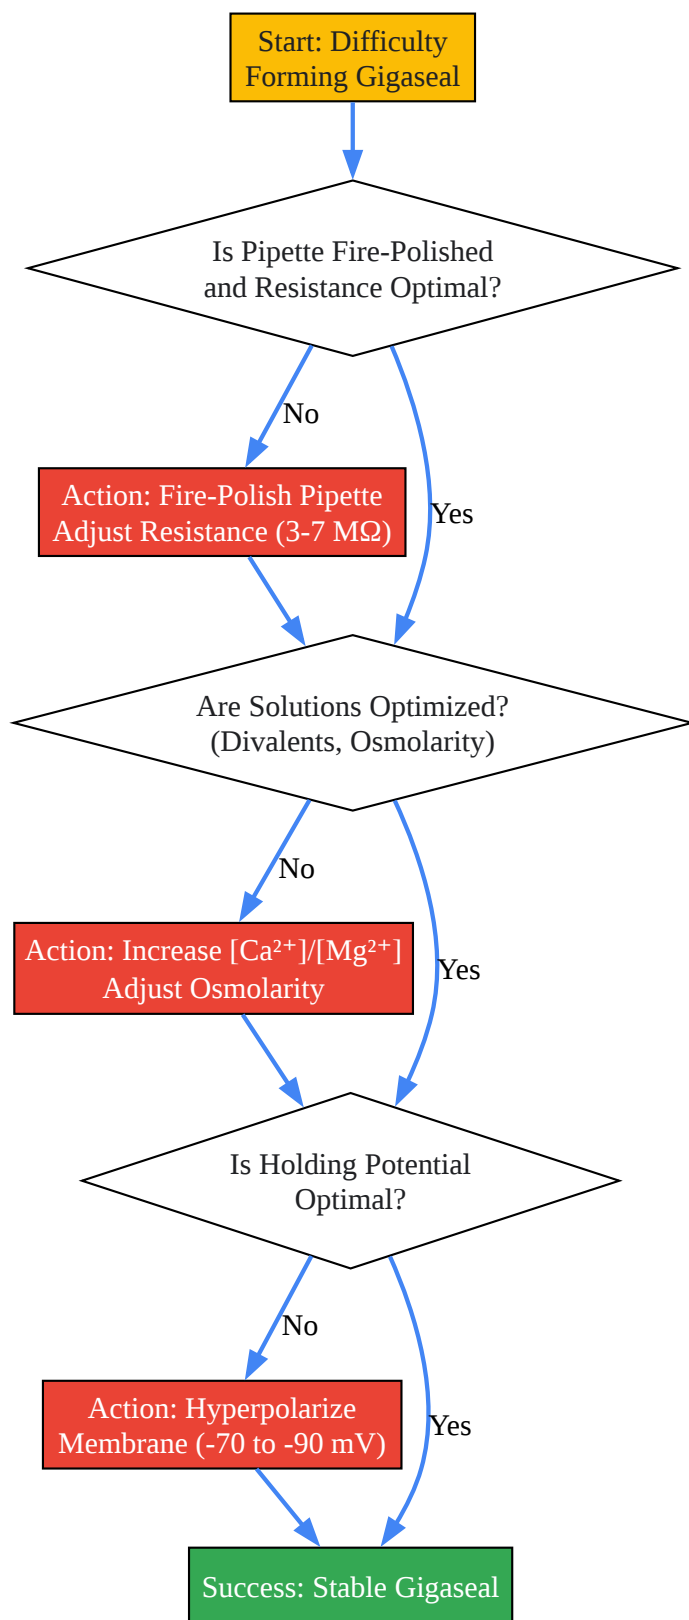 Start: Difficulty
Forming Gigaseal
Is Pipette Fire-Polished
and Resistance Optimal?
No
Action: Fire-Polish Pipette
Adjust Resistance (3-7 MΩ)
Yes
Are Solutions Optimized?
(Divalents, Osmolarity)
No
Action: Increase [Ca²⁺]/[Mg²⁺]
Adjust Osmolarity
Yes
Is Holding Potential
Optimal?
No
Action: Hyperpolarize
Membrane (-70 to -90 mV)
Yes
Success: Stable Gigaseal